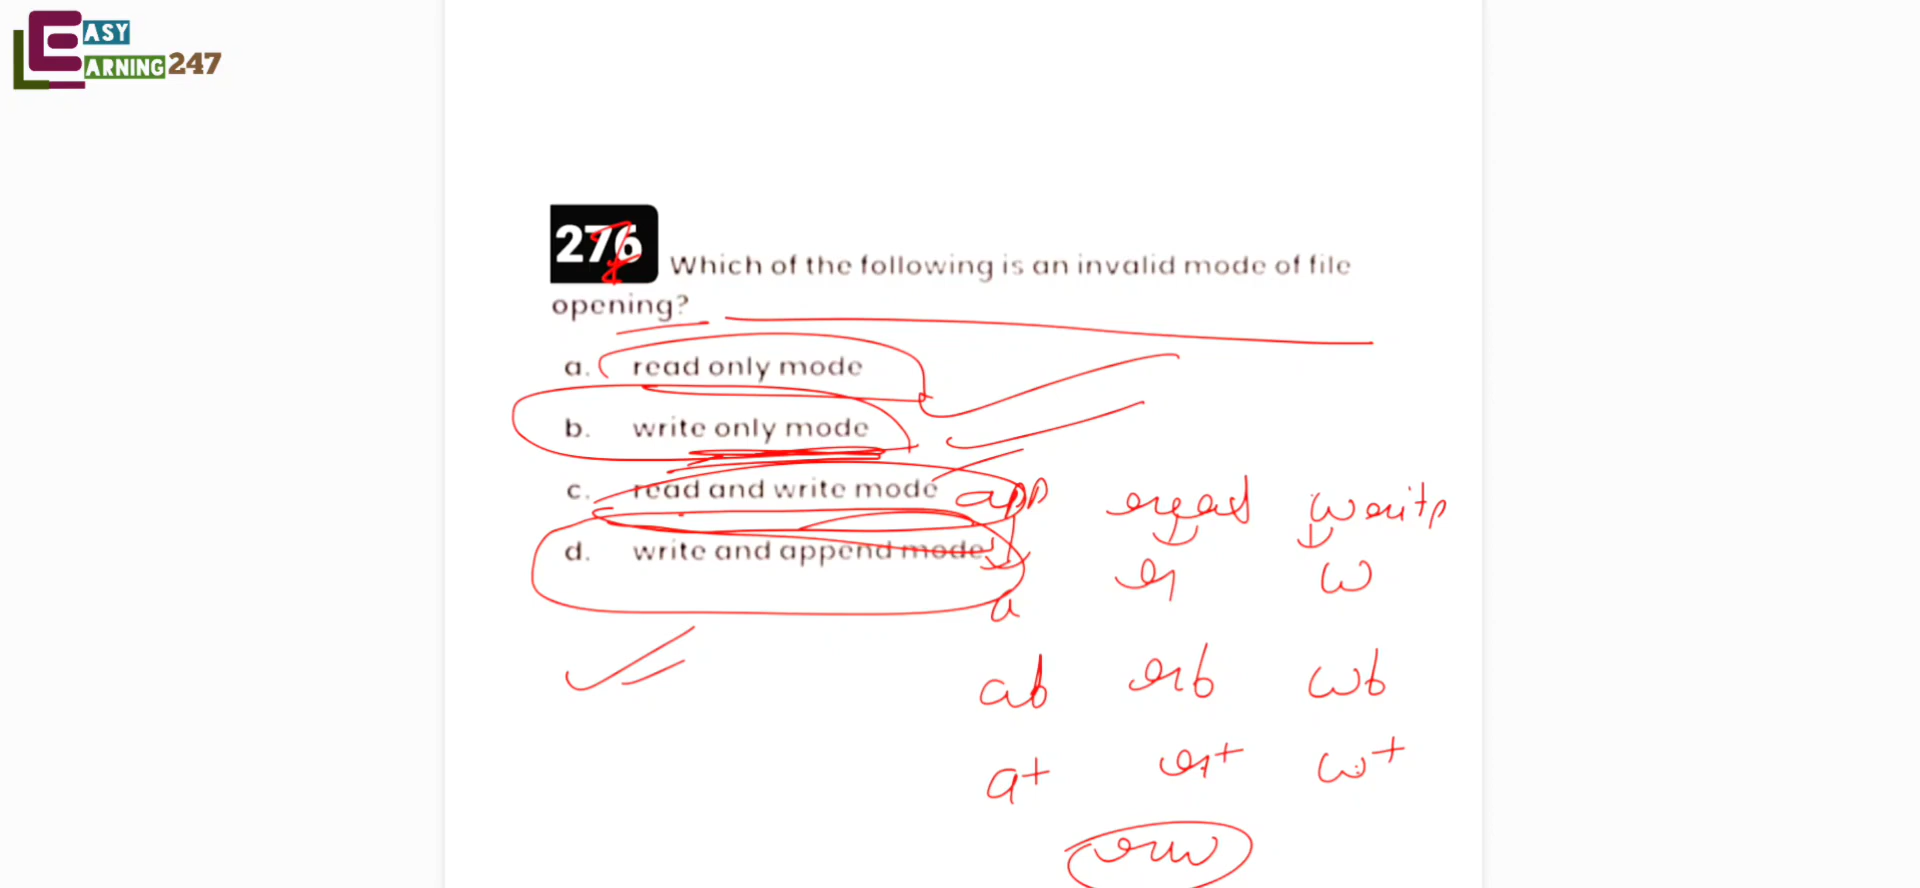 EASY
LEARNING247
276 Which of the following is an invalid mode of file
opening?
a. read only mode
b. write only mode
c. read and write mode
d. write and append mode
app read write
a r w
ab rb wb
a+ r+ w+
rw